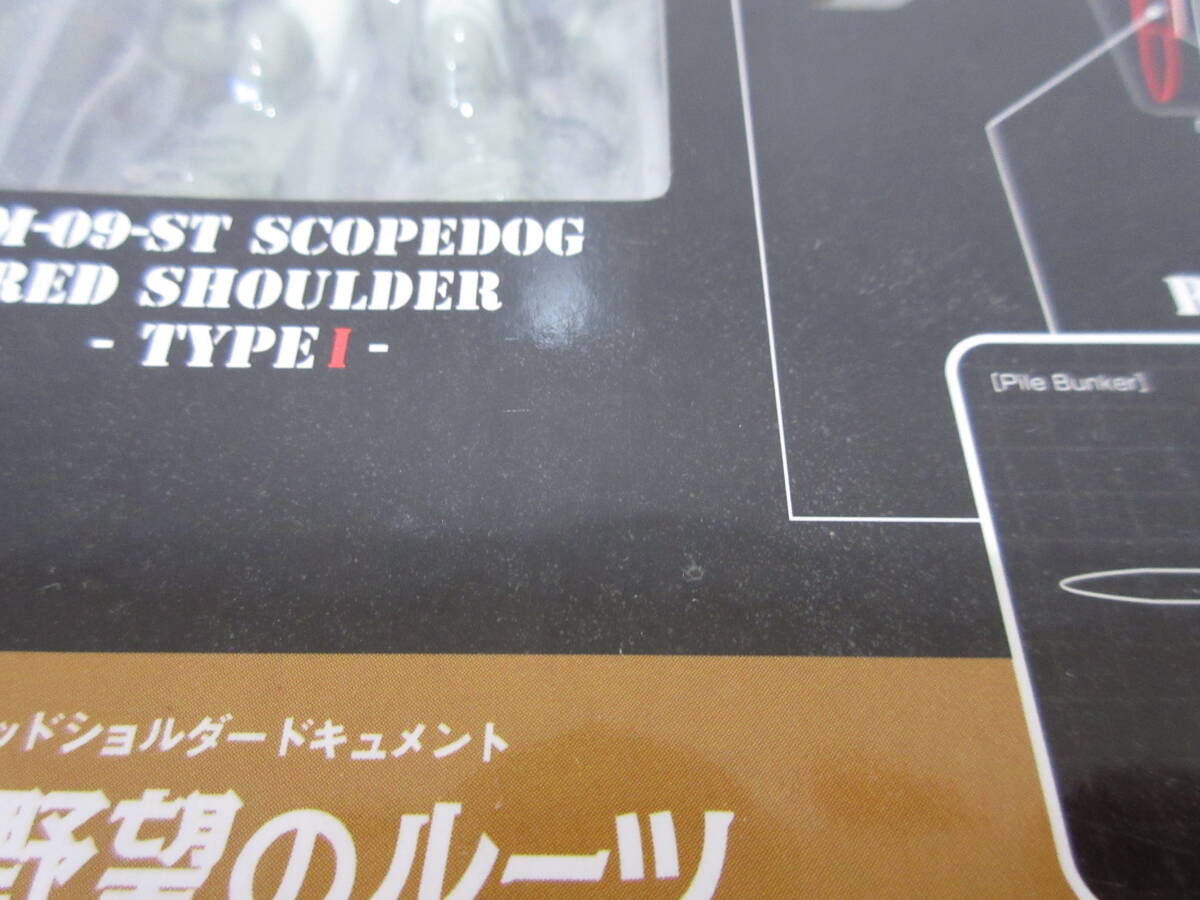 M-09-ST SCOPEDOG
RED SHOULDER
- TYPE I -
[Pile Bunker]
ッドショルダードキュメント
野望のルーツ